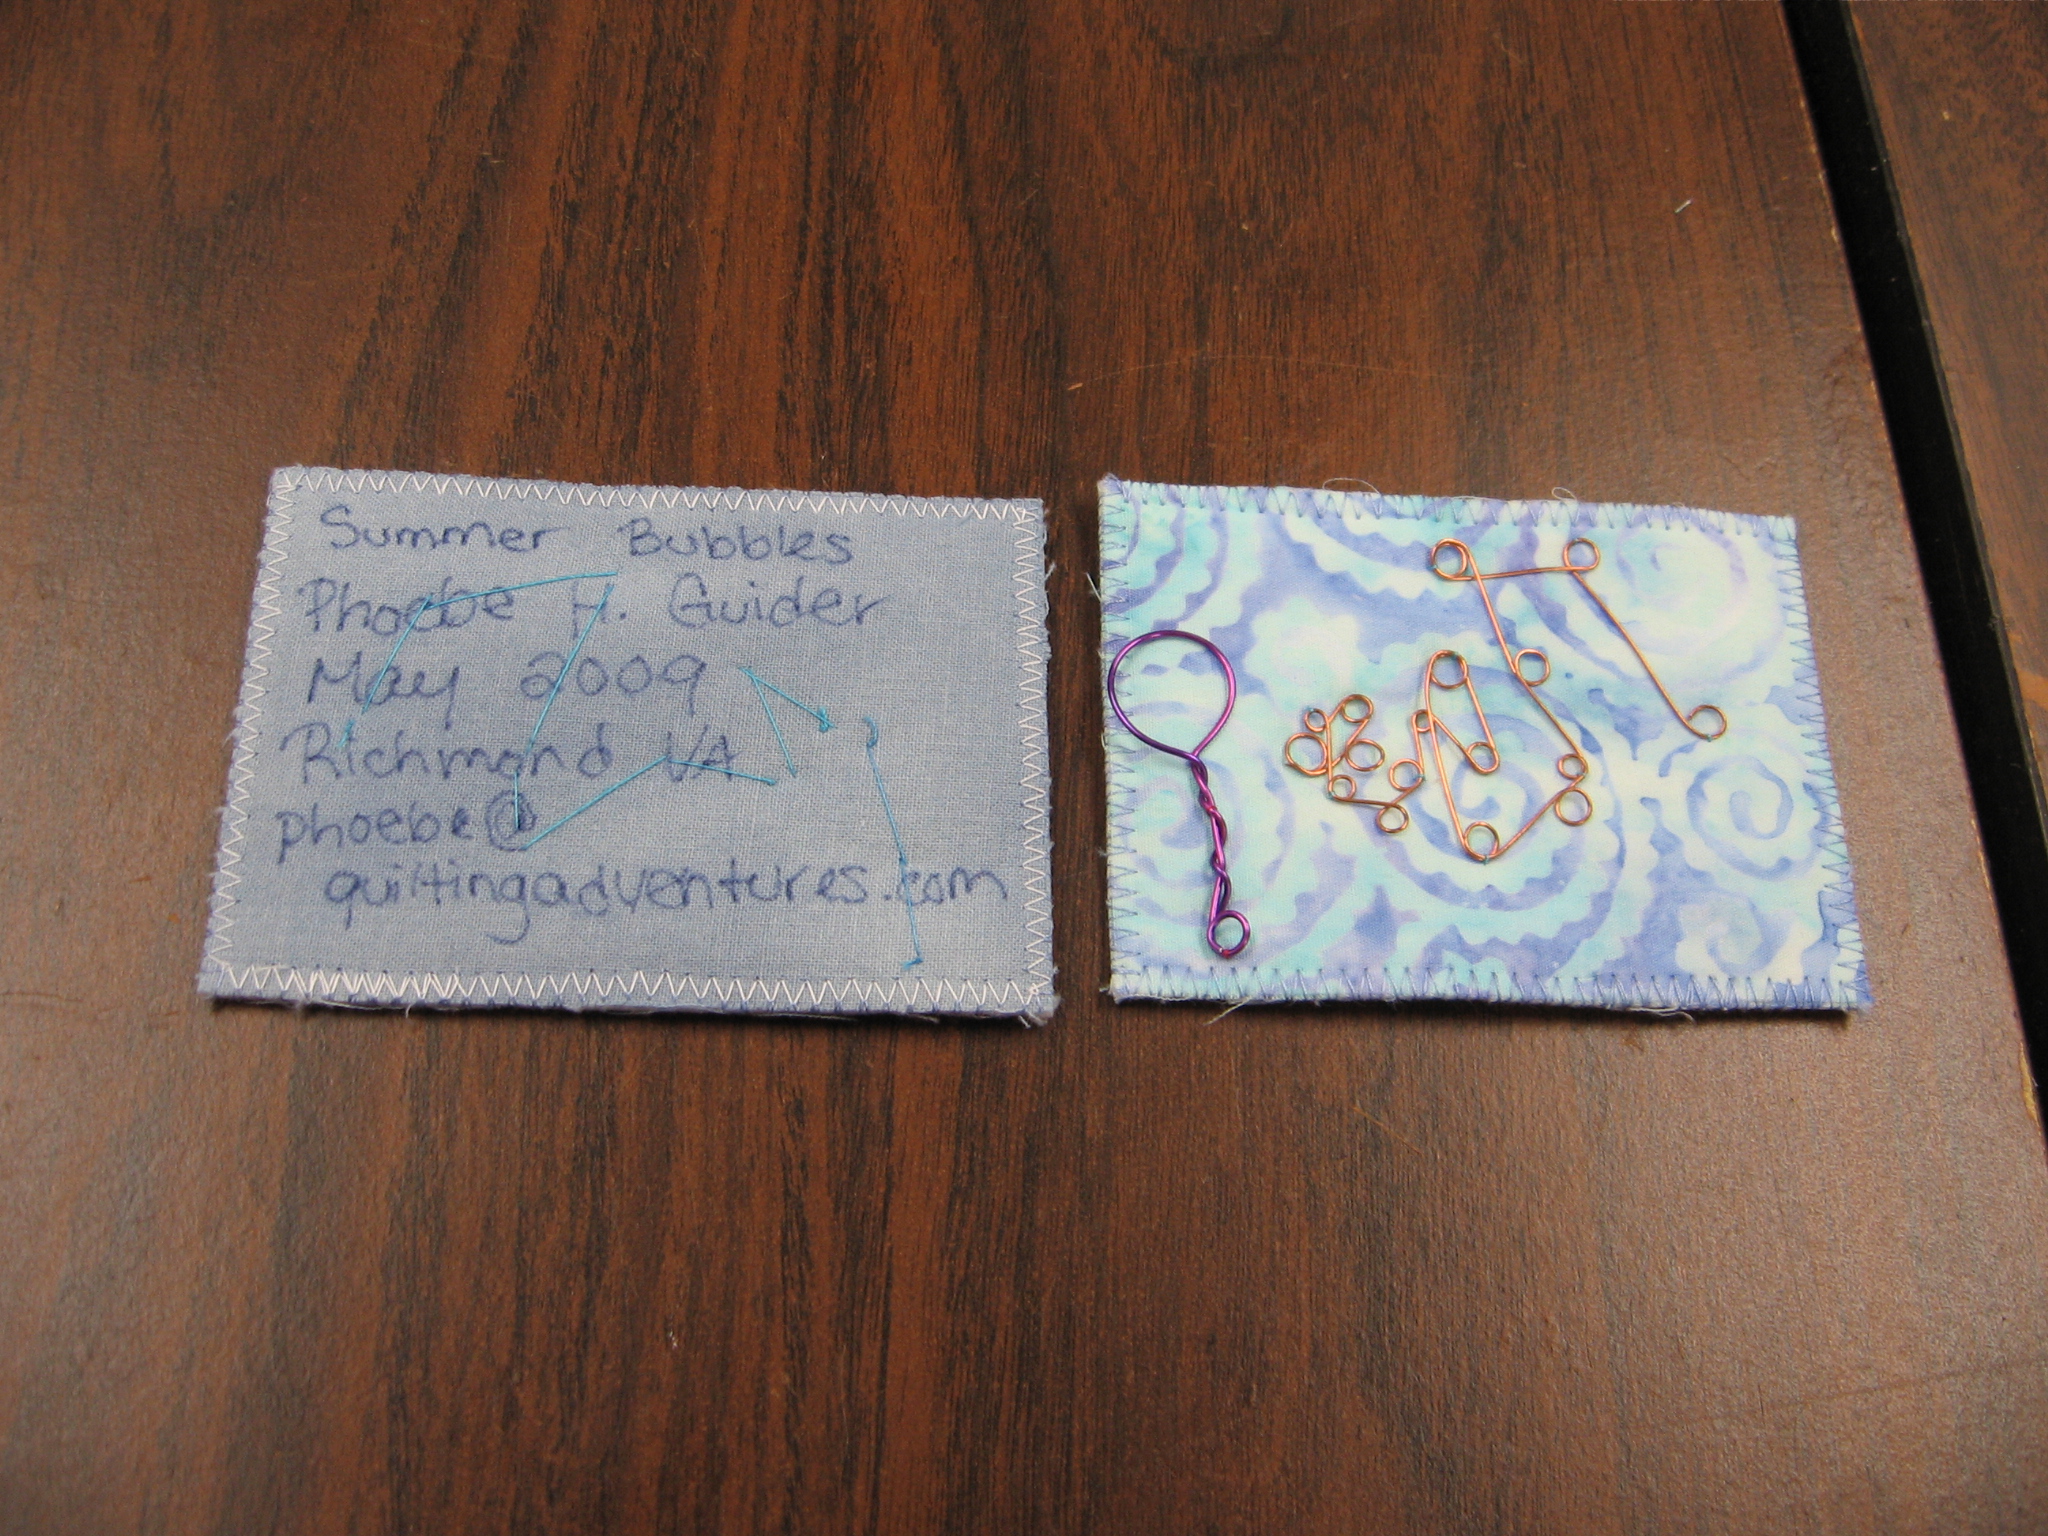 Summer Bubbles
Phoebe H. Guider
May 2009
Richmond VA
phoebe@
quiltingadventures.com